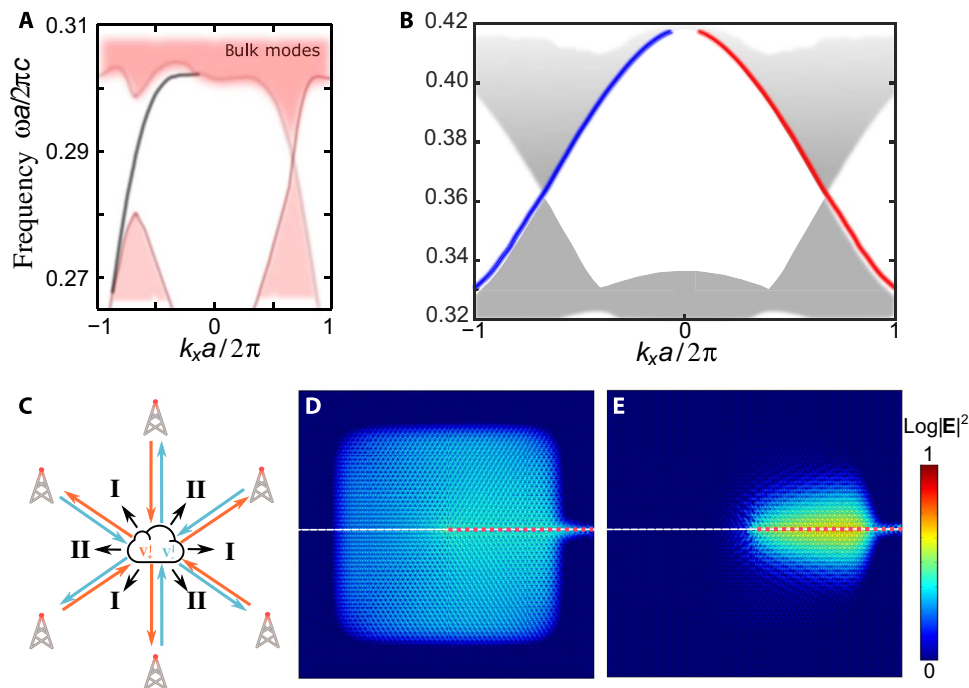 A
0.31
0.29
0.27
Frequency ωa/2πc
Bulk modes
−1
0
1
kₓa/2π
B
0.42
0.40
0.38
0.36
0.34
0.32
−1
0
1
kₓa/2π
C
I
II
II
I
I
II
v!
v!
D
E
Log|E|²
1
0